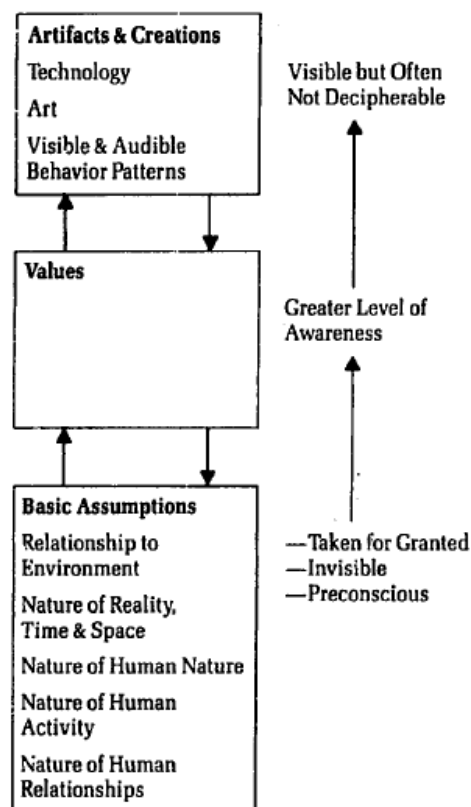 Artifacts & Creations
Technology
Art
Visible & Audible
Behavior Patterns
Visible but Often
Not Decipherable
Values
Greater Level of
Awareness
Basic Assumptions
Relationship to
Environment
Nature of Reality,
Time & Space
Nature of Human Nature
Nature of Human
Activity
Nature of Human
Relationships
—Taken for Granted
—Invisible
—Preconscious